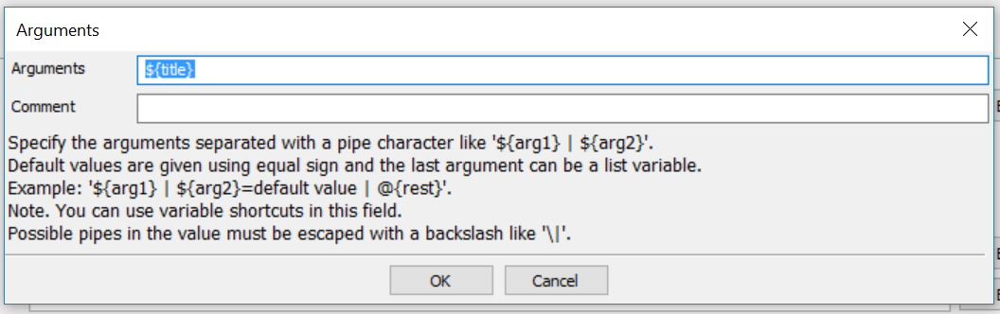 Arguments
Arguments ${title}
Comment
Specify the arguments separated with a pipe character like '${arg1} | ${arg2}'.
Default values are given using equal sign and the last argument can be a list variable.
Example: '${arg1} | ${arg2}=default value | @{rest}'.
Note. You can use variable shortcuts in this field.
Possible pipes in the value must be escaped with a backslash like '\|'.
OK Cancel